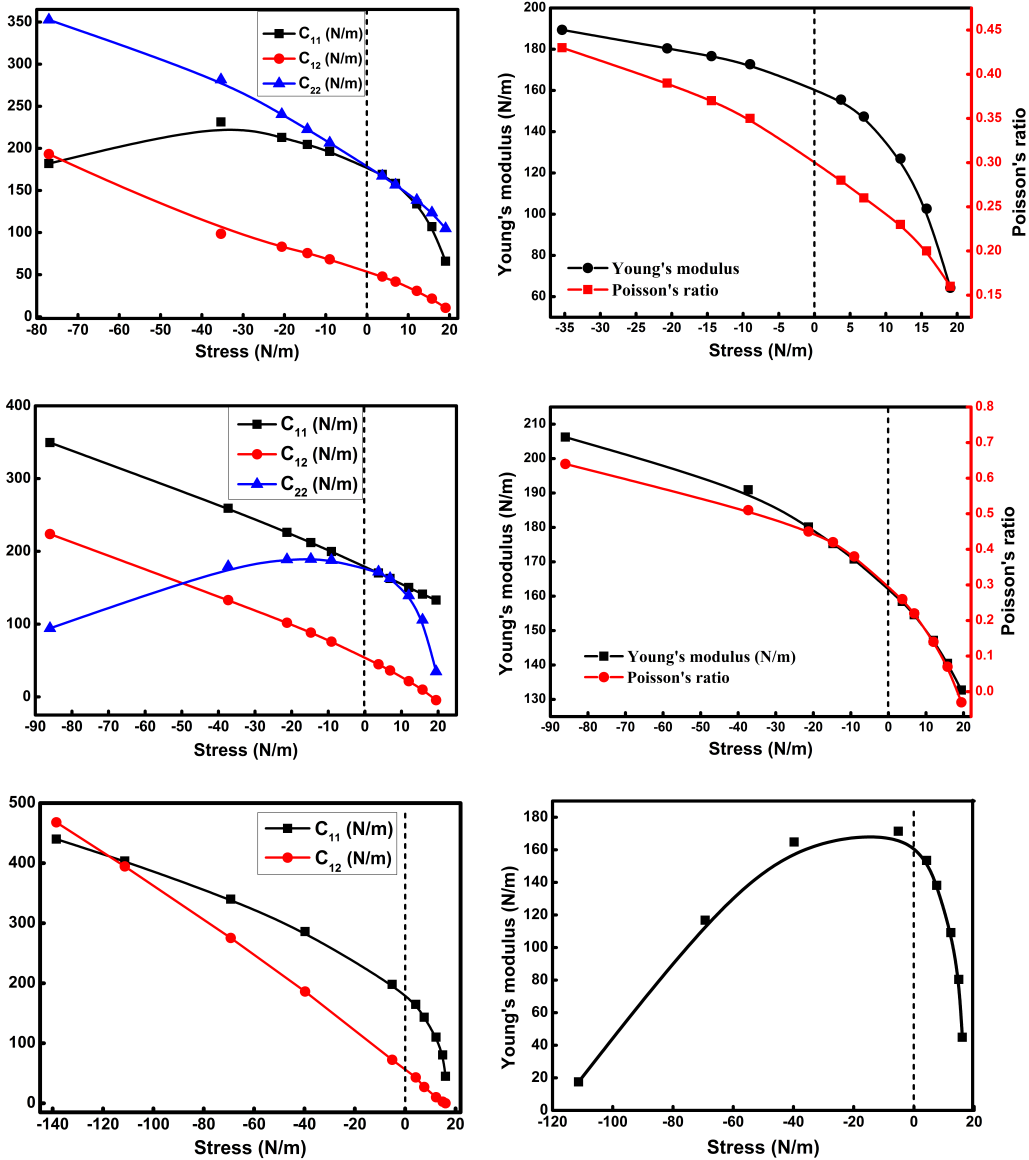 350
300
250
200
150
100
50
0
C11 (N/m)
C12 (N/m)
C22 (N/m)
-80 -70 -60 -50 -40 -30 -20 -10 0 10 20
Stress (N/m)
Young's modulus (N/m)
200
180
160
140
120
100
80
60
Young's modulus
Poisson's ratio
0.45
0.40
0.35
0.30
0.25
0.20
0.15
Poisson's ratio
-35 -30 -25 -20 -15 -10 -5 0 5 10 15 20
Stress (N/m)
400
300
200
100
0
C11 (N/m)
C12 (N/m)
C22 (N/m)
-90 -80 -70 -60 -50 -40 -30 -20 -10 0 10 20
Stress (N/m)
Young's modulus (N/m)
210
200
190
180
170
160
150
140
130
Young's modulus (N/m)
Poisson's ratio
0.8
0.7
0.6
0.5
0.4
0.3
0.2
0.1
0.0
Poisson's ratio
-90 -80 -70 -60 -50 -40 -30 -20 -10 0 10 20
Stress (N/m)
500
400
300
200
100
0
C11 (N/m)
C12 (N/m)
-140 -120 -100 -80 -60 -40 -20 0 20
Stress (N/m)
Young's modulus (N/m)
180
160
140
120
100
80
60
40
20
0
-120 -100 -80 -60 -40 -20 0 20
Stress (N/m)